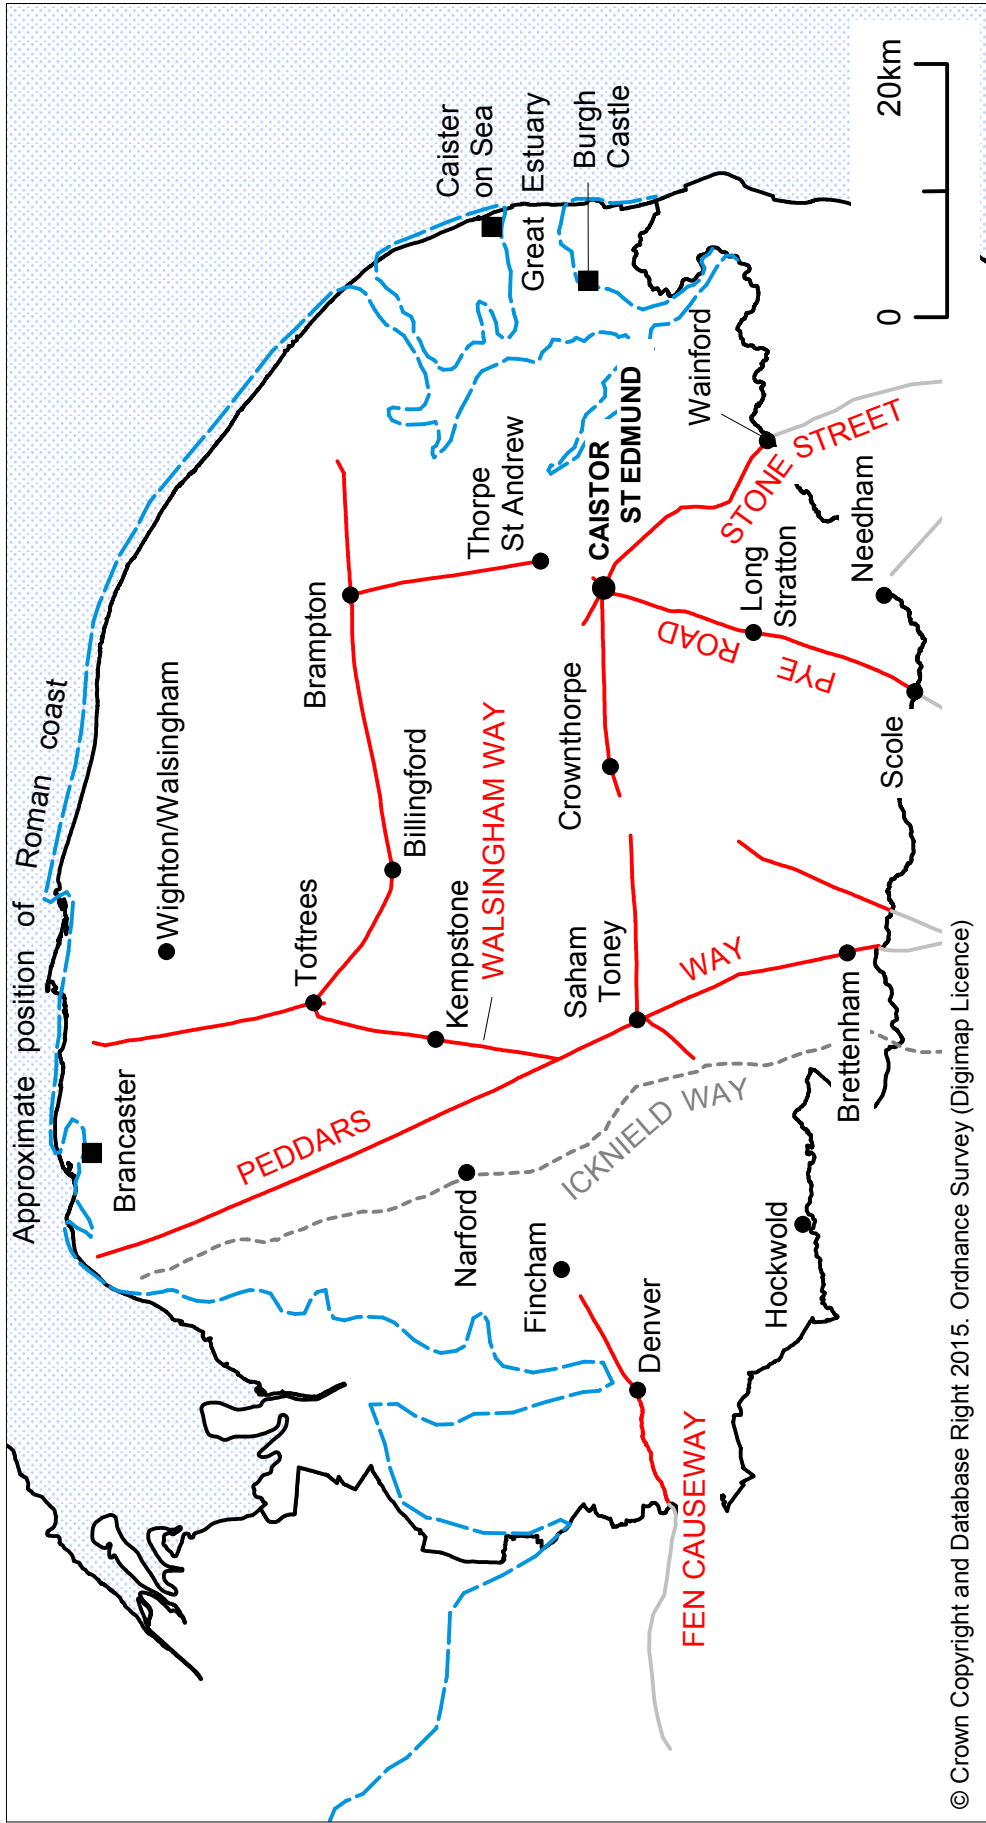 Approximate position of Roman coast
Brancaster
Wighton/Walsingham
Caister
on Sea
Great Estuary
Burgh
Castle
Toftrees
Brampton
Billingford
Thorpe
St Andrew
PEDDARS
WAY
Kempstone
WALSINGHAM WAY
Narford
ICKNIELD WAY
Fincham
Denver
FEN CAUSEWAY
Saham
Toney
Crownthorpe
CAISTOR
ST EDMUND
Wainford
STONE STREET
PYE
ROAD
Long
Stratton
Needham
Hockwold
Brettenham
Scole
0
20km
© Crown Copyright and Database Right 2015. Ordnance Survey (Digimap Licence)